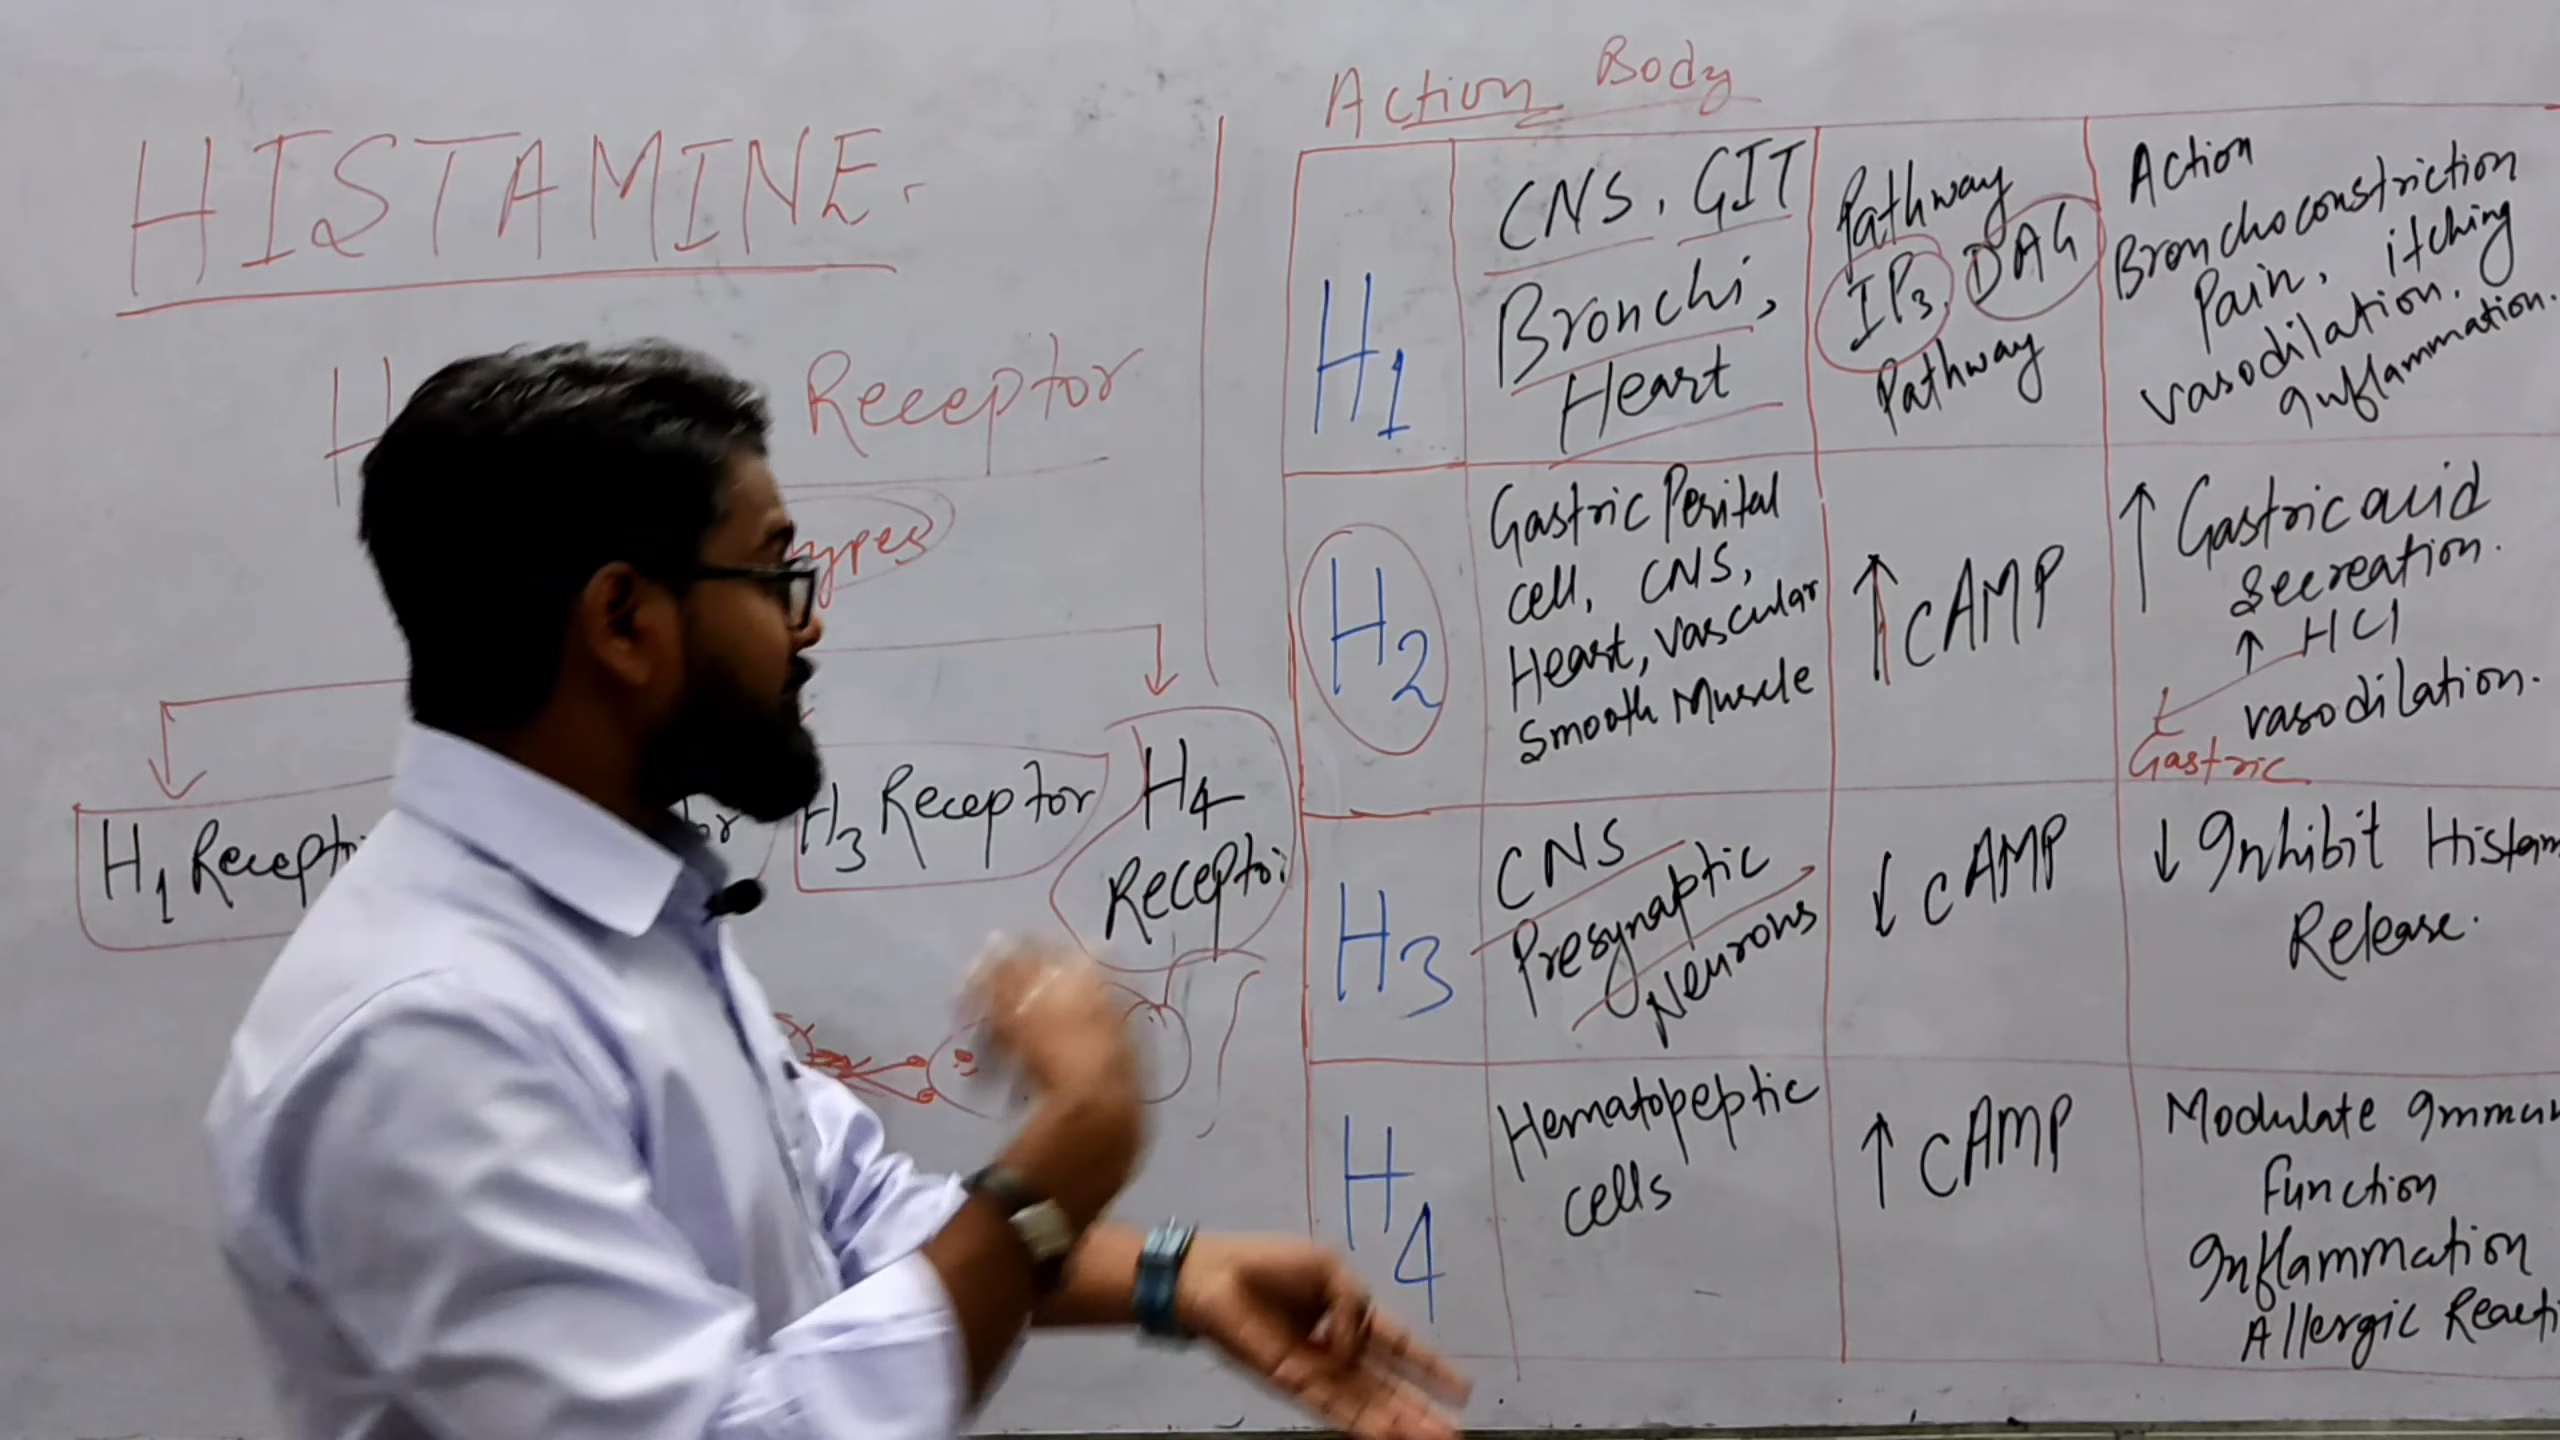 HISTAMINE.
Receptor
H1 Recept
H3 Receptor
H4
Receptor
Action Body
H1
CNS, GIT
Bronchi,
Heart
Pathway
IP3, DAG
Pathway
Action
Bronchoconstriction
Pain, itching
vasodilation.
Inflammation.
H2
Gastric Perital
cell, CNS,
Heart, Vascular
Smooth Muscle
↑ cAMP
↑ Gastric acid
Secreation.
↑ HCl
vasodilation.
Gastric
H3
CNS
Presynaptic
Neurons
↓ cAMP
↓ Inhibit Histam
Release.
H4
Hematopeptic
cells
↑ cAMP
Modulate Immun
Function
Inflammation
Allergic Reacti